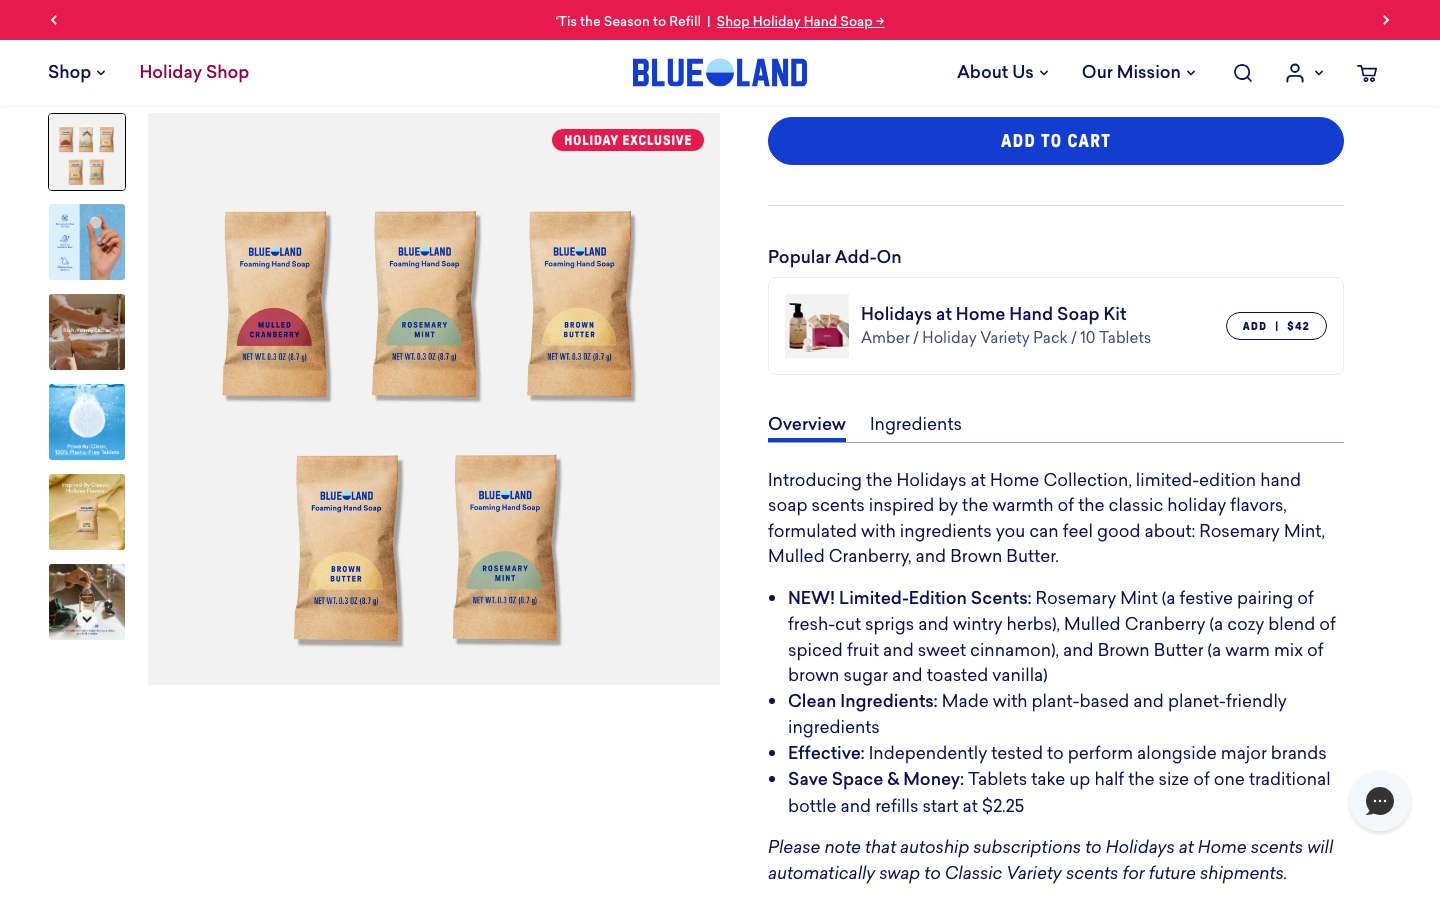 'Tis the Season to Refill | Shop Holiday Hand Soap →
Shop
Holiday Shop
BLUELAND
About Us
Our Mission
HOLIDAY EXCLUSIVE
BLUELAND
Foaming Hand Soap
MULLED
CRANBERRY
NET WT. 0.3 OZ (8.7 g)
BLUELAND
Foaming Hand Soap
ROSEMARY
MINT
NET WT. 0.3 OZ (8.7 g)
BLUELAND
Foaming Hand Soap
BROWN
BUTTER
NET WT. 0.3 OZ (8.7 g)
BLUELAND
Foaming Hand Soap
BROWN
BUTTER
NET WT. 0.3 OZ (8.7 g)
BLUELAND
Foaming Hand Soap
ROSEMARY
MINT
NET WT. 0.3 OZ (8.7 g)
Powerful Clean,
100% Plastic-Free Tablets
Inspired By Classic
Holiday Flavors
ADD TO CART
Popular Add-On
Holidays at Home Hand Soap Kit
Amber / Holiday Variety Pack / 10 Tablets
ADD | $42
Overview
Ingredients
Introducing the Holidays at Home Collection, limited-edition hand
soap scents inspired by the warmth of the classic holiday flavors,
formulated with ingredients you can feel good about: Rosemary Mint,
Mulled Cranberry, and Brown Butter.
• NEW! Limited-Edition Scents: Rosemary Mint (a festive pairing of
fresh-cut sprigs and wintry herbs), Mulled Cranberry (a cozy blend of
spiced fruit and sweet cinnamon), and Brown Butter (a warm mix of
brown sugar and toasted vanilla)
• Clean Ingredients: Made with plant-based and planet-friendly
ingredients
• Effective: Independently tested to perform alongside major brands
• Save Space & Money: Tablets take up half the size of one traditional
bottle and refills start at $2.25
Please note that autoship subscriptions to Holidays at Home scents will
automatically swap to Classic Variety scents for future shipments.